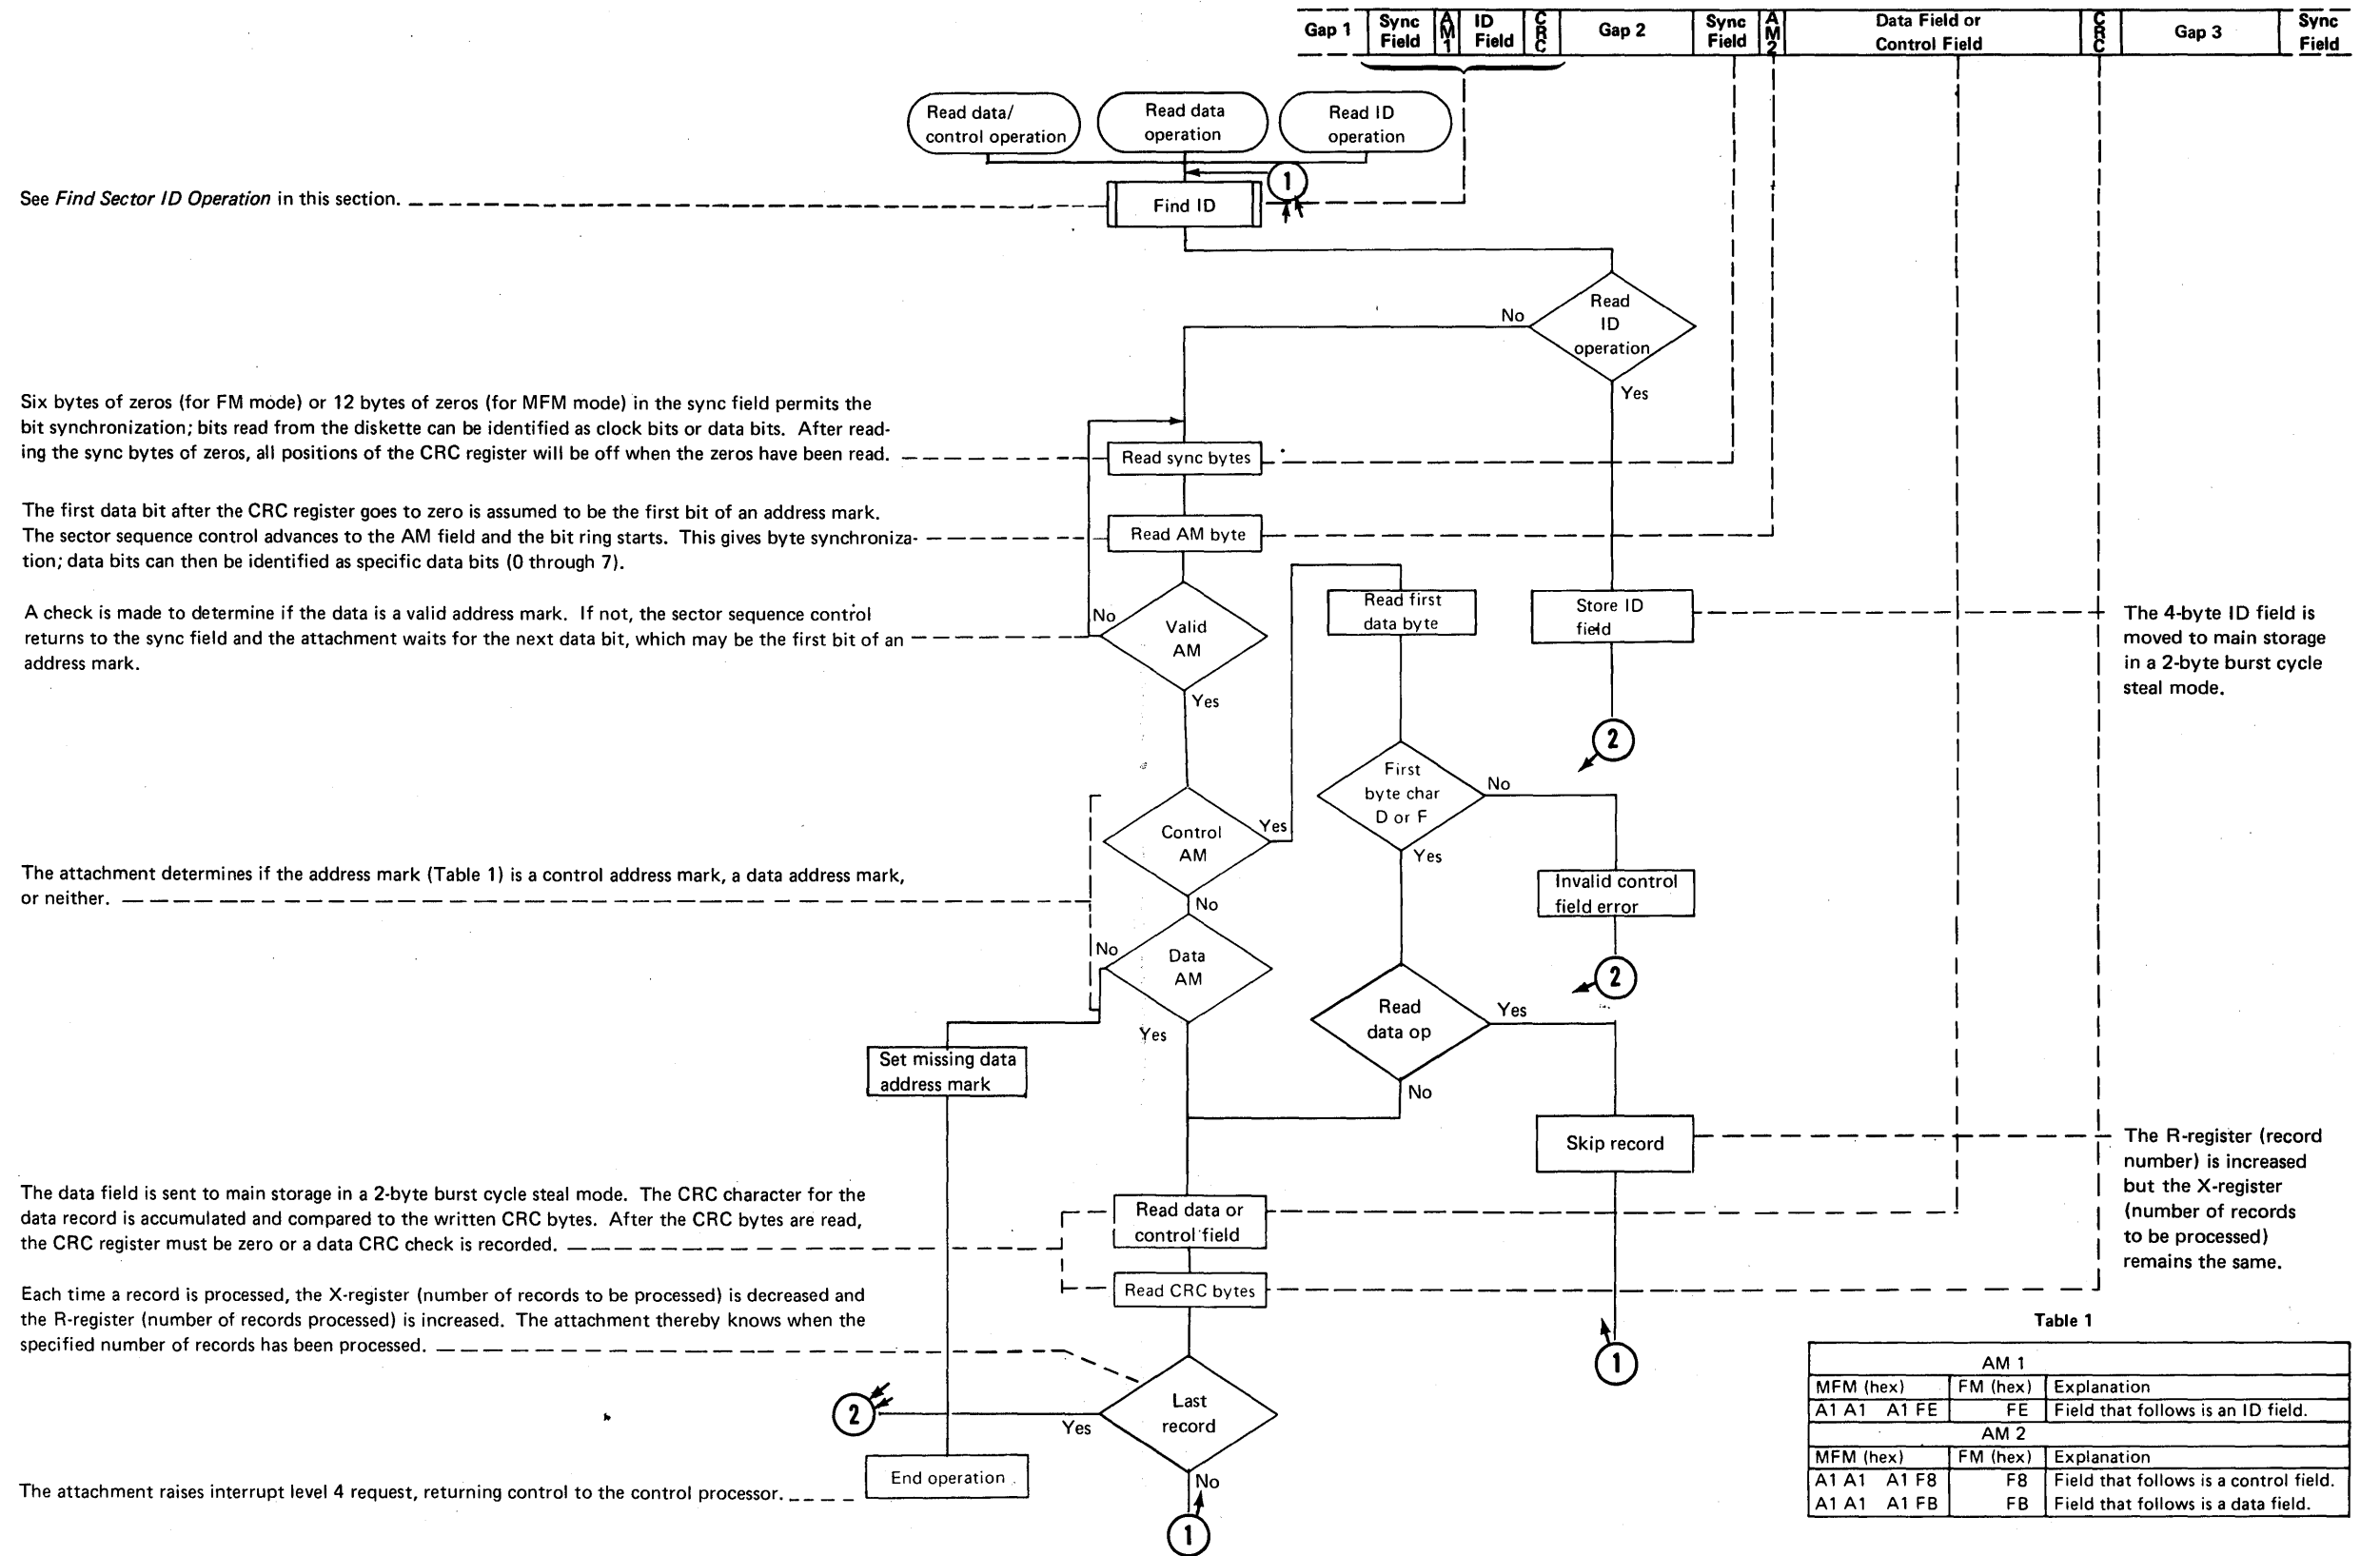 Gap 1
Sync
Field
AM1
ID
Field
CRC
Gap 2
Sync
Field
AM2
Data Field or
Control Field
CRC
Gap 3
Sync
Field
Read data/
control operation
Read data
operation
Read ID
operation
1
See Find Sector ID Operation in this section.
Find ID
Read
ID
operation
No
Yes
Six bytes of zeros (for FM mode) or 12 bytes of zeros (for MFM mode) in the sync field permits the
bit synchronization; bits read from the diskette can be identified as clock bits or data bits. After read-
ing the sync bytes of zeros, all positions of the CRC register will be off when the zeros have been read.
Read sync bytes
The first data bit after the CRC register goes to zero is assumed to be the first bit of an address mark.
The sector sequence control advances to the AM field and the bit ring starts. This gives byte synchroniza-
tion; data bits can then be identified as specific data bits (0 through 7).
Read AM byte
A check is made to determine if the data is a valid address mark. If not, the sector sequence control
returns to the sync field and the attachment waits for the next data bit, which may be the first bit of an
address mark.
No
Valid
AM
Yes
Read first
data byte
Store ID
field
The 4-byte ID field is
moved to main storage
in a 2-byte burst cycle
steal mode.
2
First
byte char
D or F
No
Yes
Control
AM
Yes
No
Invalid control
field error
2
The attachment determines if the address mark (Table 1) is a control address mark, a data address mark,
or neither.
No
Data
AM
Yes
Read
data op
Yes
No
Set missing data
address mark
Skip record
The R-register (record
number) is increased
but the X-register
(number of records
to be processed)
remains the same.
1
The data field is sent to main storage in a 2-byte burst cycle steal mode. The CRC character for the
data record is accumulated and compared to the written CRC bytes. After the CRC bytes are read,
the CRC register must be zero or a data CRC check is recorded.
Read data or
control field
Read CRC bytes
Each time a record is processed, the X-register (number of records to be processed) is decreased and
the R-register (number of records processed) is increased. The attachment thereby knows when the
specified number of records has been processed.
2
Yes
Last
record
No
1
End operation
The attachment raises interrupt level 4 request, returning control to the control processor.
Table 1
AM 1
MFM (hex) FM (hex) Explanation
A1 A1 A1 FE FE Field that follows is an ID field.
AM 2
MFM (hex) FM (hex) Explanation
A1 A1 A1 F8 F8 Field that follows is a control field.
A1 A1 A1 FB FB Field that follows is a data field.